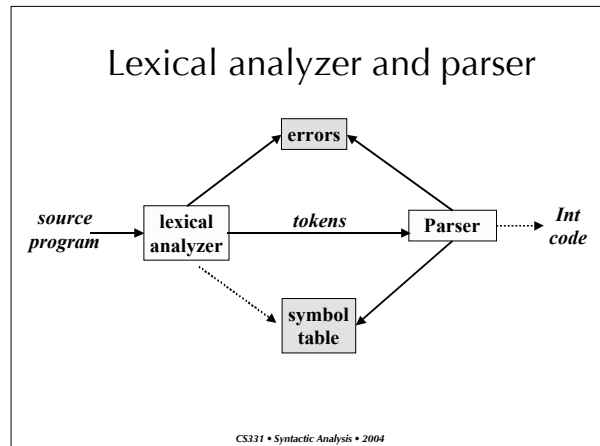 Lexical analyzer and parser
errors
source
program
lexical
analyzer
tokens
Parser
Int
code
symbol
table
CS331 • Syntactic Analysis • 2004